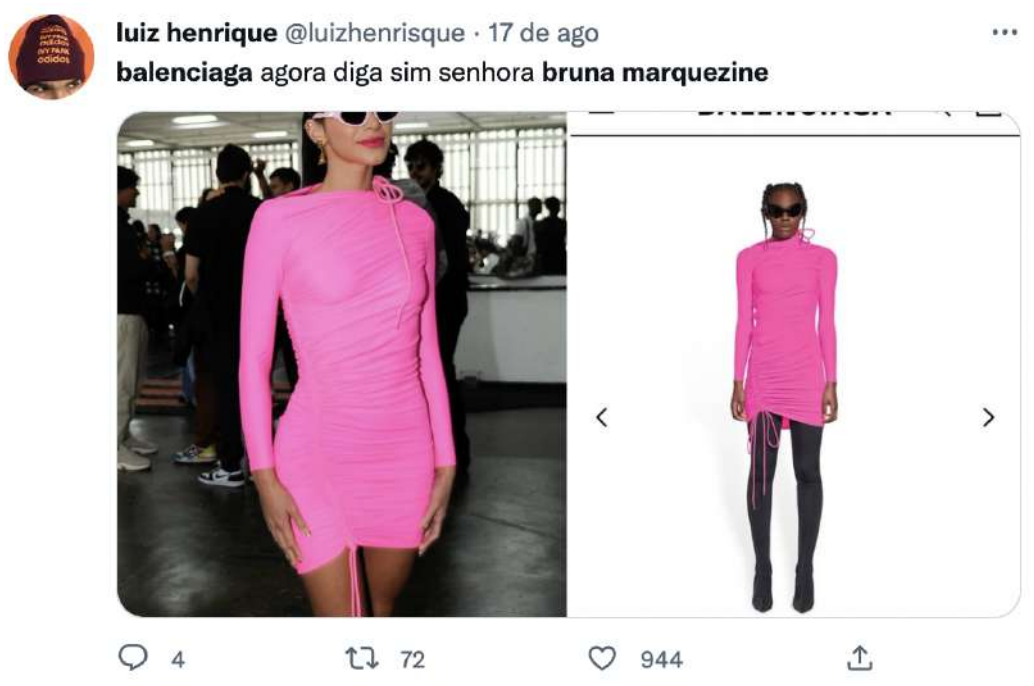 luiz henrique @luizhenrisque · 17 de ago
balenciaga agora diga sim senhora bruna marquezine
4 72 944